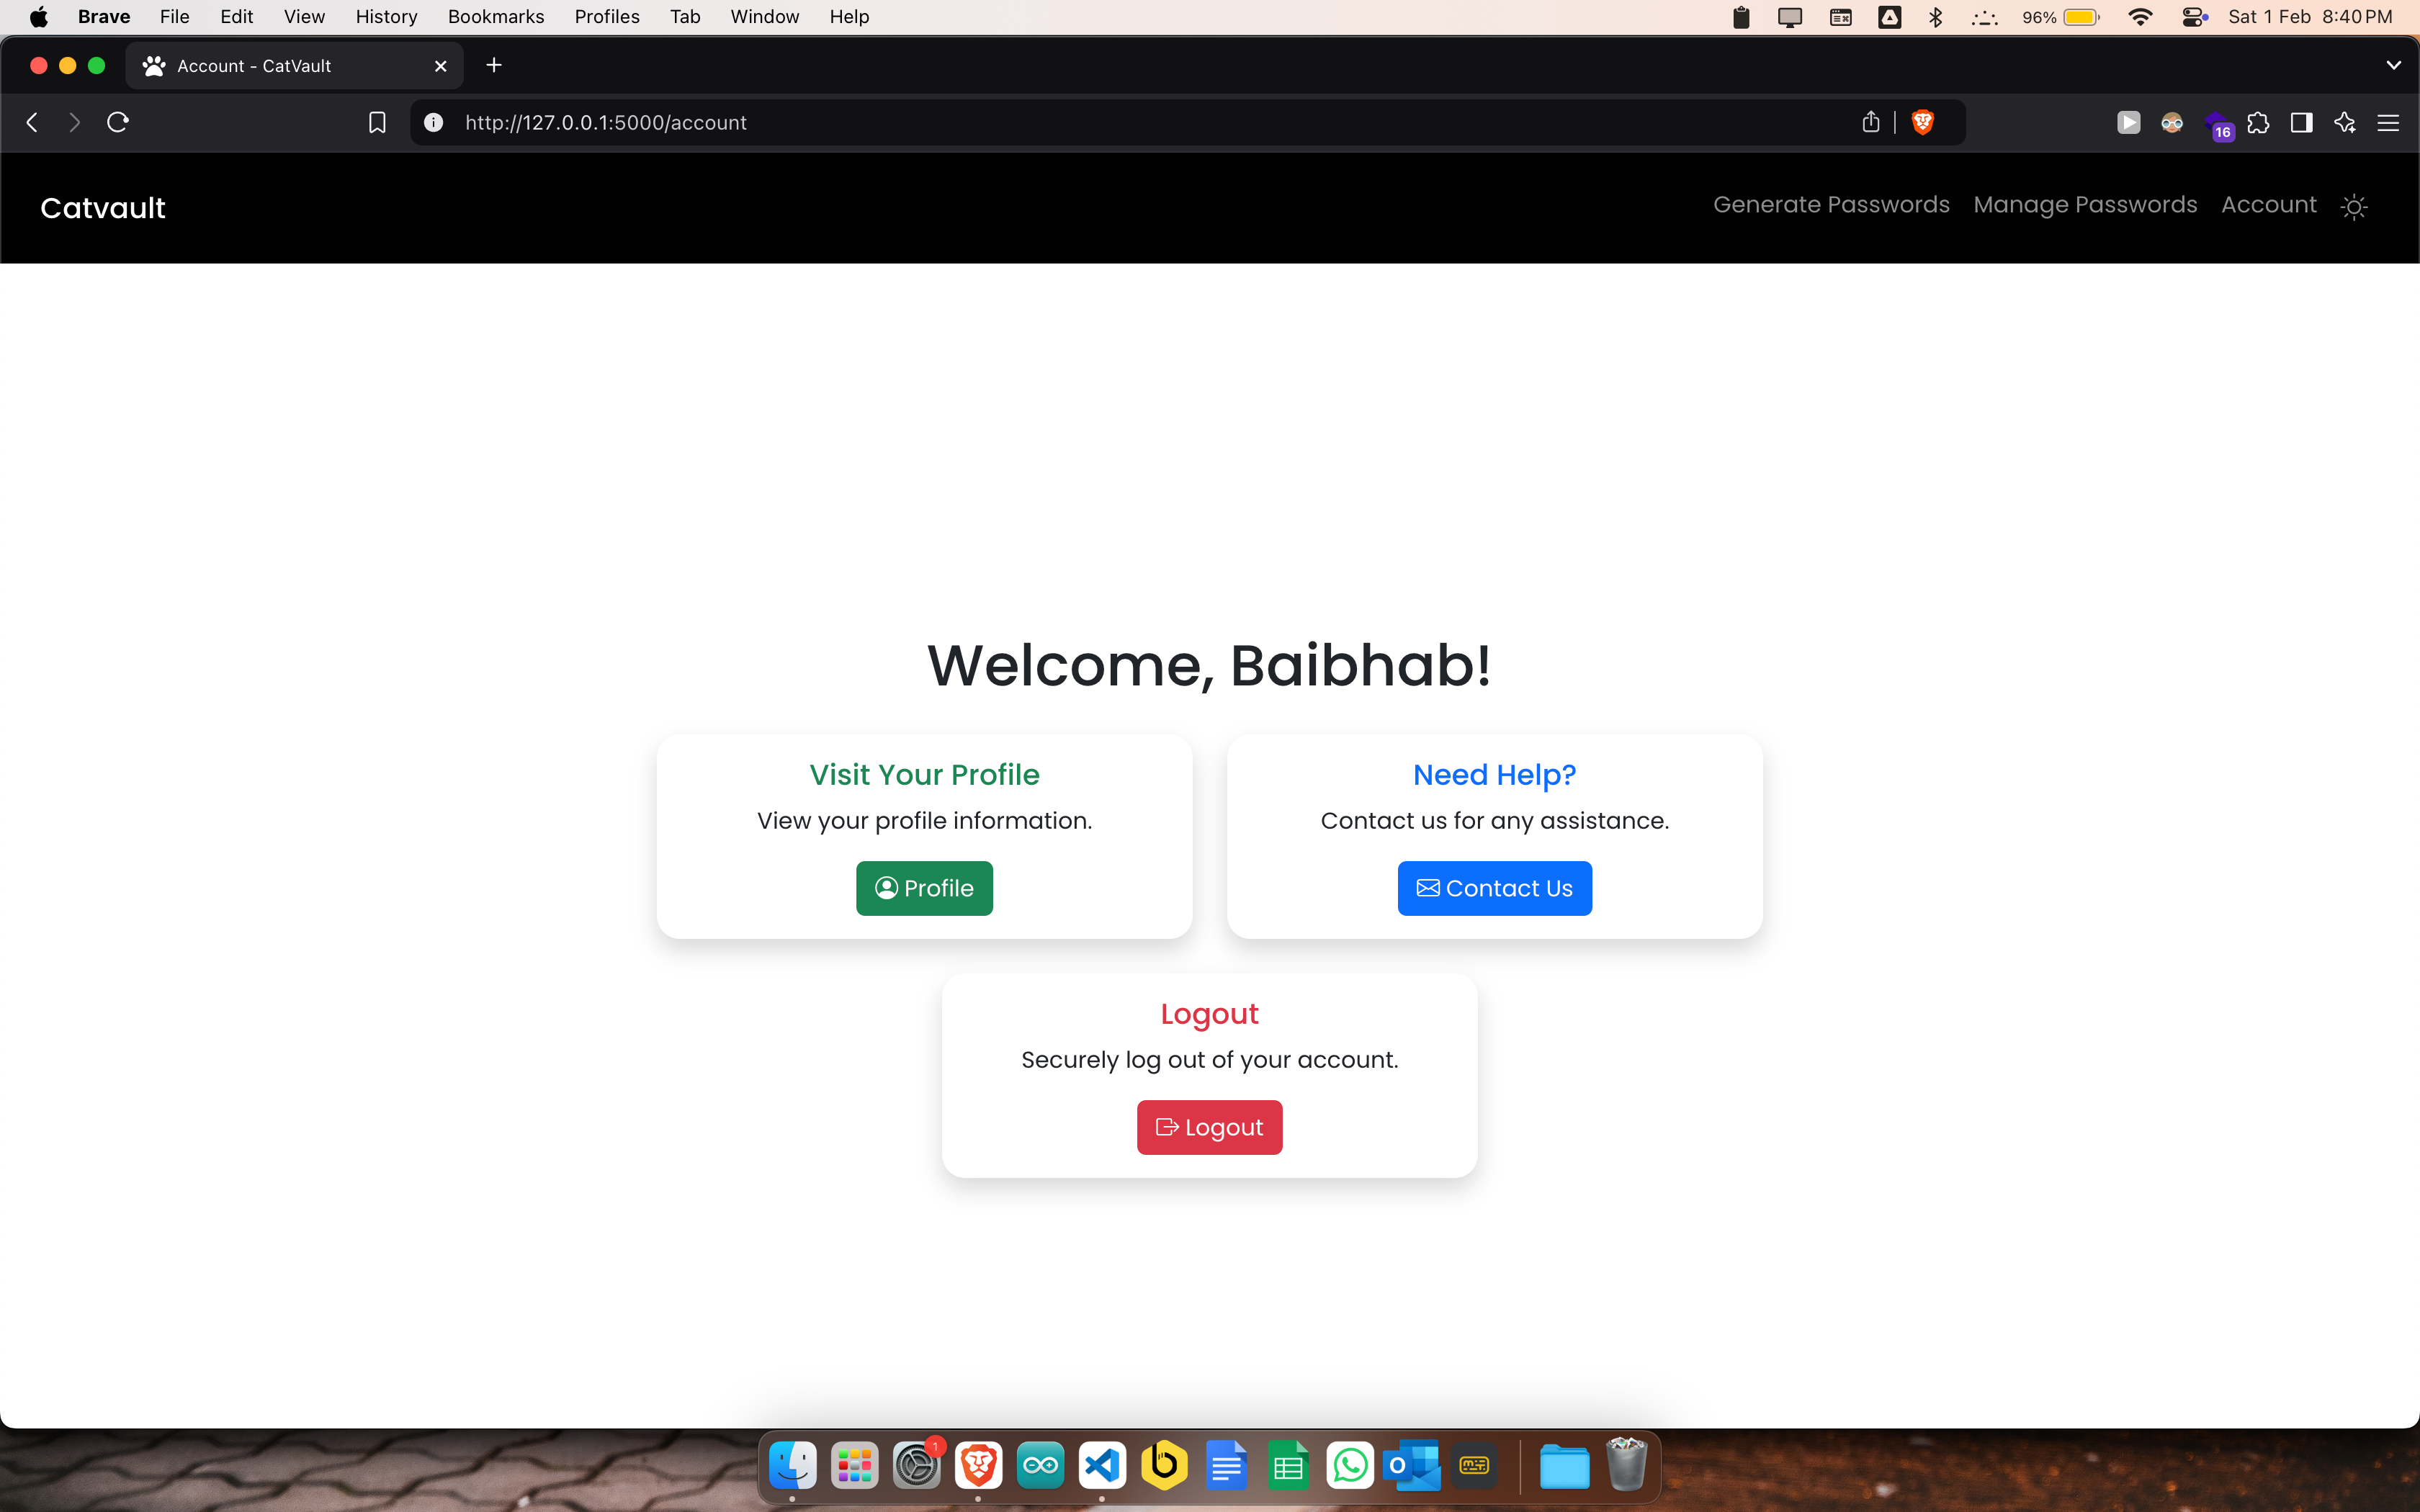 Brave File Edit View History Bookmarks Profiles Tab Window Help 96% Sat 1 Feb 8:40 PM
Account - CatVault
http://127.0.0.1:5000/account 16
Catvault Generate Passwords Manage Passwords Account
Welcome, Baibhab!
Visit Your Profile
View your profile information.
Profile
Need Help?
Contact us for any assistance.
Contact Us
Logout
Securely log out of your account.
Logout
1